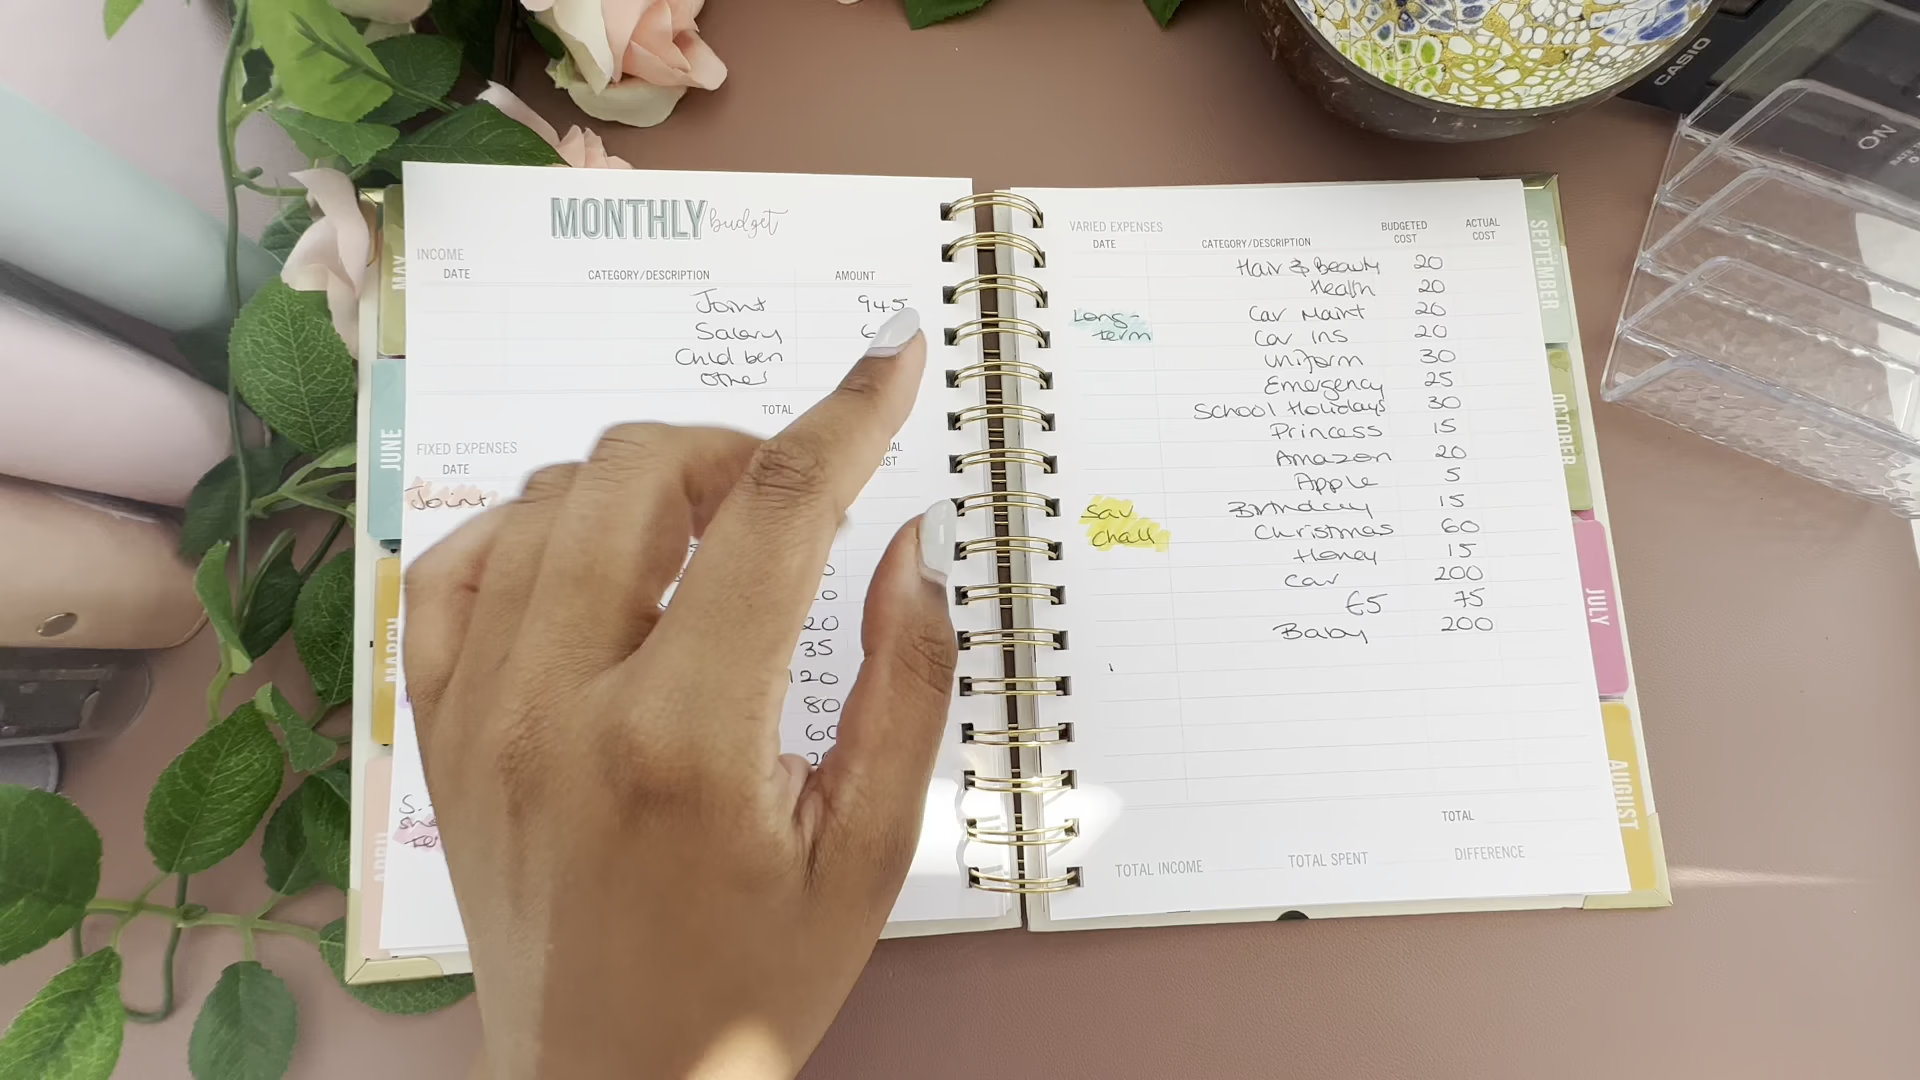 MONTHLY budget
INCOME
DATE CATEGORY/DESCRIPTION AMOUNT
Joint 945
Salary
Chld ben
Other
TOTAL
FIXED EXPENSES
DATE
Joint
20
35
120
80
60
VARIED EXPENSES
DATE CATEGORY/DESCRIPTION BUDGETED COST ACTUAL COST
Hair & Beauty 20
Health 20
Long-term Car Maint 20
Car Ins 20
Uniform 30
Emergency 25
School Holidays 30
Princess 15
Amazon 20
Apple 5
Sav Chall Birthday 15
Christmas 60
Honey 15
Car 200
£5 75
Baby 200
TOTAL
TOTAL INCOME TOTAL SPENT DIFFERENCE
MAY
JUNE
MARCH
APRIL
SEPTEMBER
OCTOBER
JULY
AUGUST
CASIO
ON